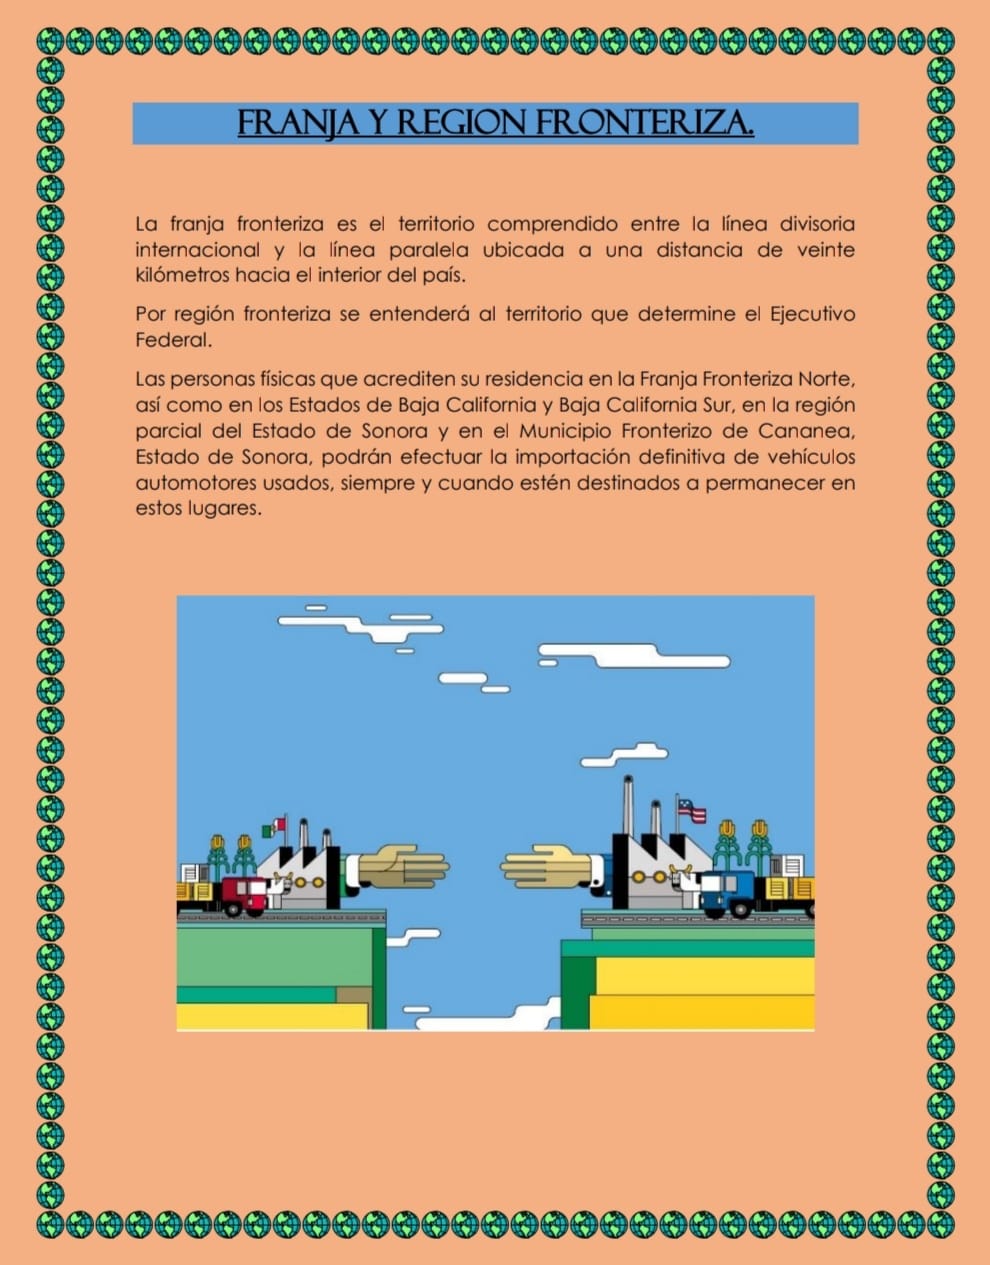 FRANJA Y REGION FRONTERIZA.
La franja fronteriza es el territorio comprendido entre la línea divisoria
internacional y la línea paralela ubicada a una distancia de veinte
kilómetros hacia el interior del país.
Por región fronteriza se entenderá al territorio que determine el Ejecutivo
Federal.
Las personas físicas que acrediten su residencia en la Franja Fronteriza Norte,
así como en los Estados de Baja California y Baja California Sur, en la región
parcial del Estado de Sonora y en el Municipio Fronterizo de Cananea,
Estado de Sonora, podrán efectuar la importación definitiva de vehículos
automotores usados, siempre y cuando estén destinados a permanecer en
estos lugares.